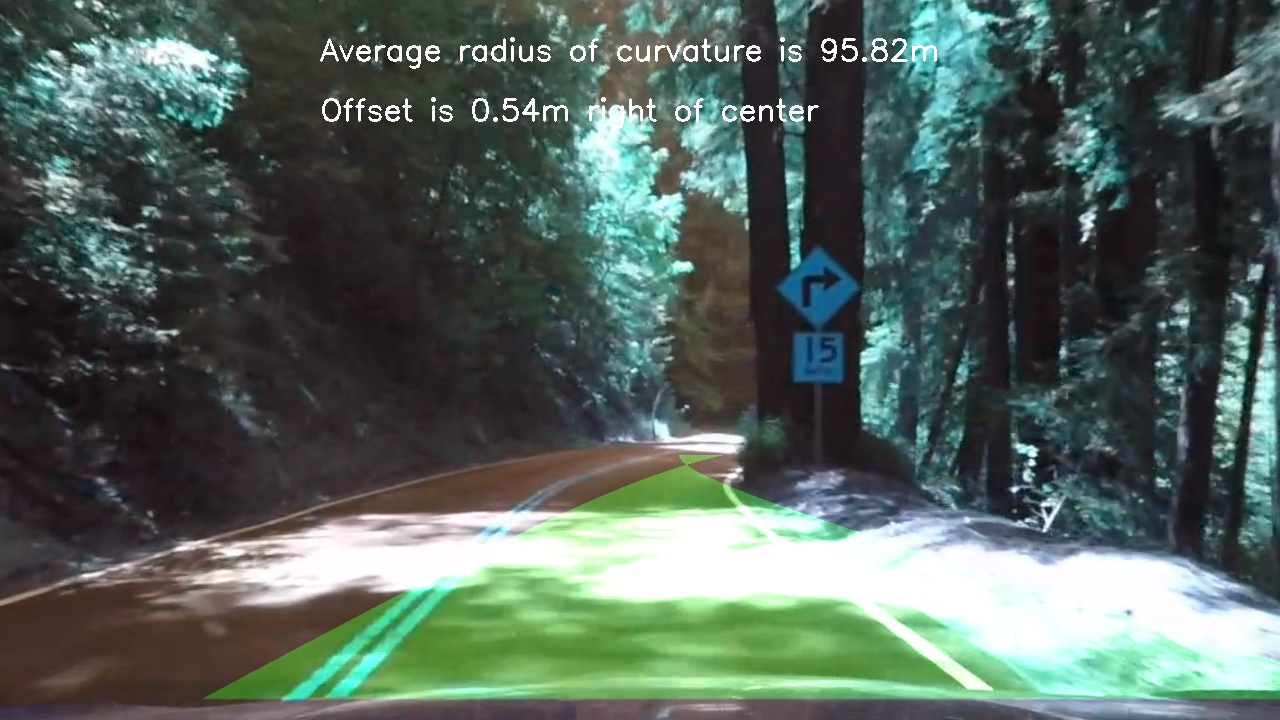 Average radius of curvature is 95.82m
Offset is 0.54m right of center
15